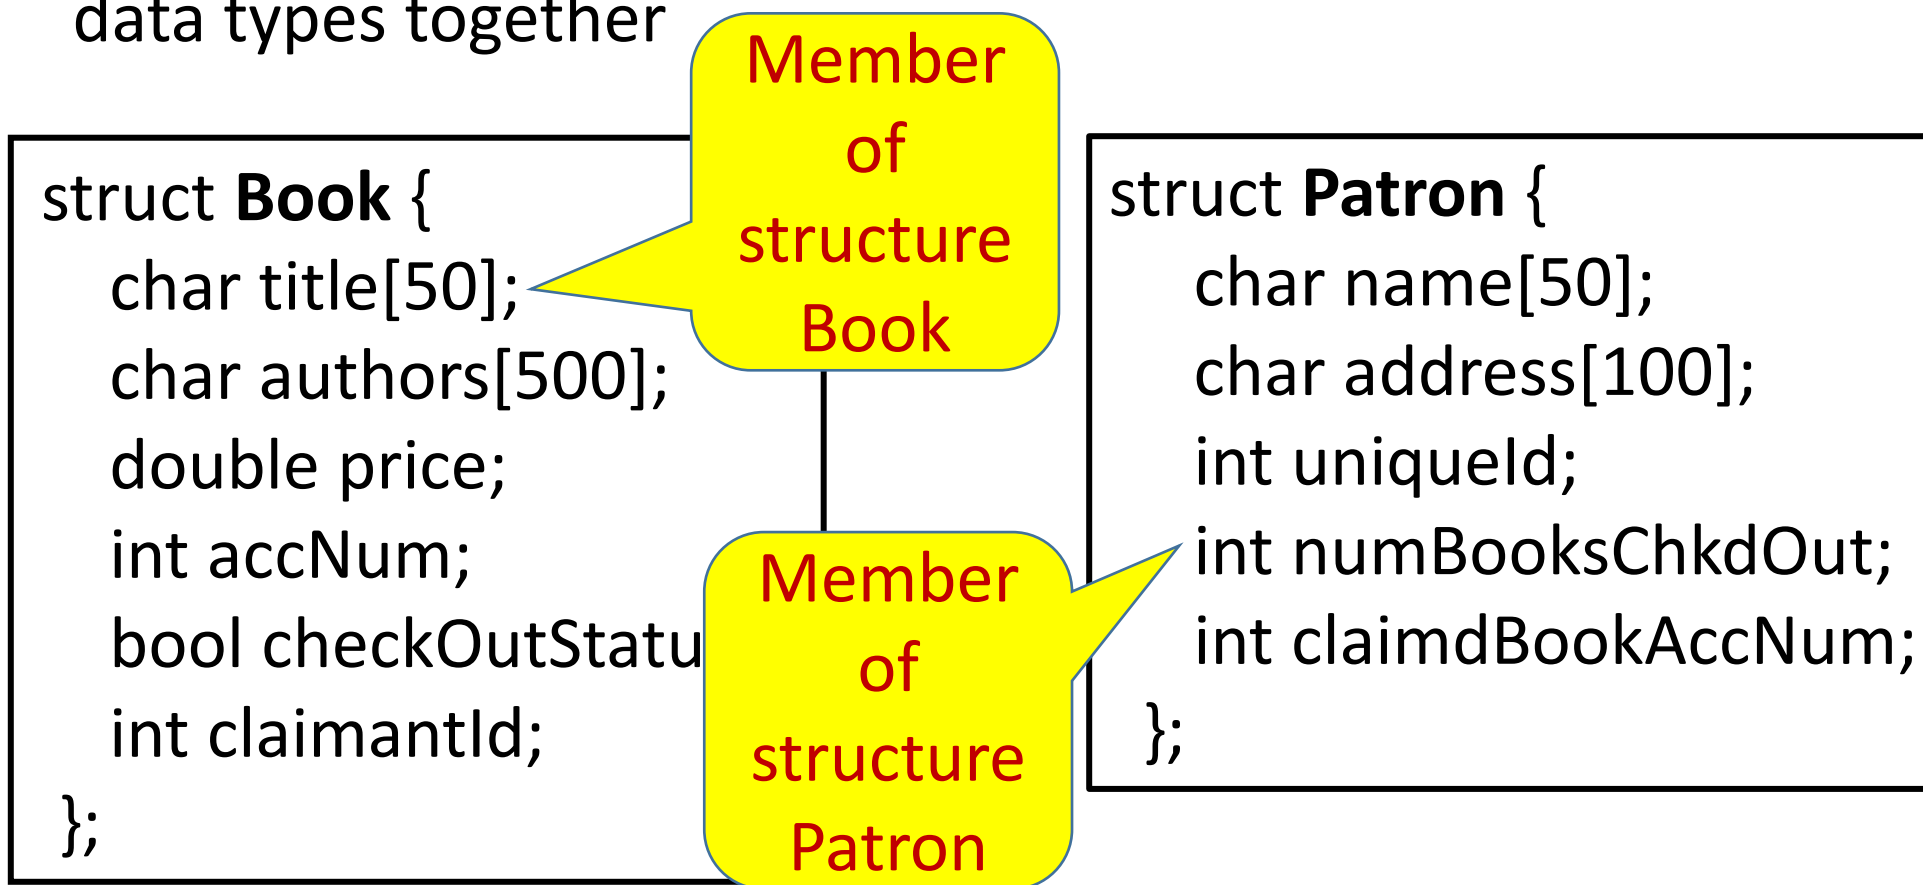 data types together
Member
of
structure
Book
struct Book {
char title[50];
char authors[500];
double price;
int accNum;
bool checkOutStatu
int claimantId;
};
Member
of
structure
Patron
struct Patron {
char name[50];
char address[100];
int uniqueId;
int numBooksChkdOut;
int claimdBookAccNum;
};